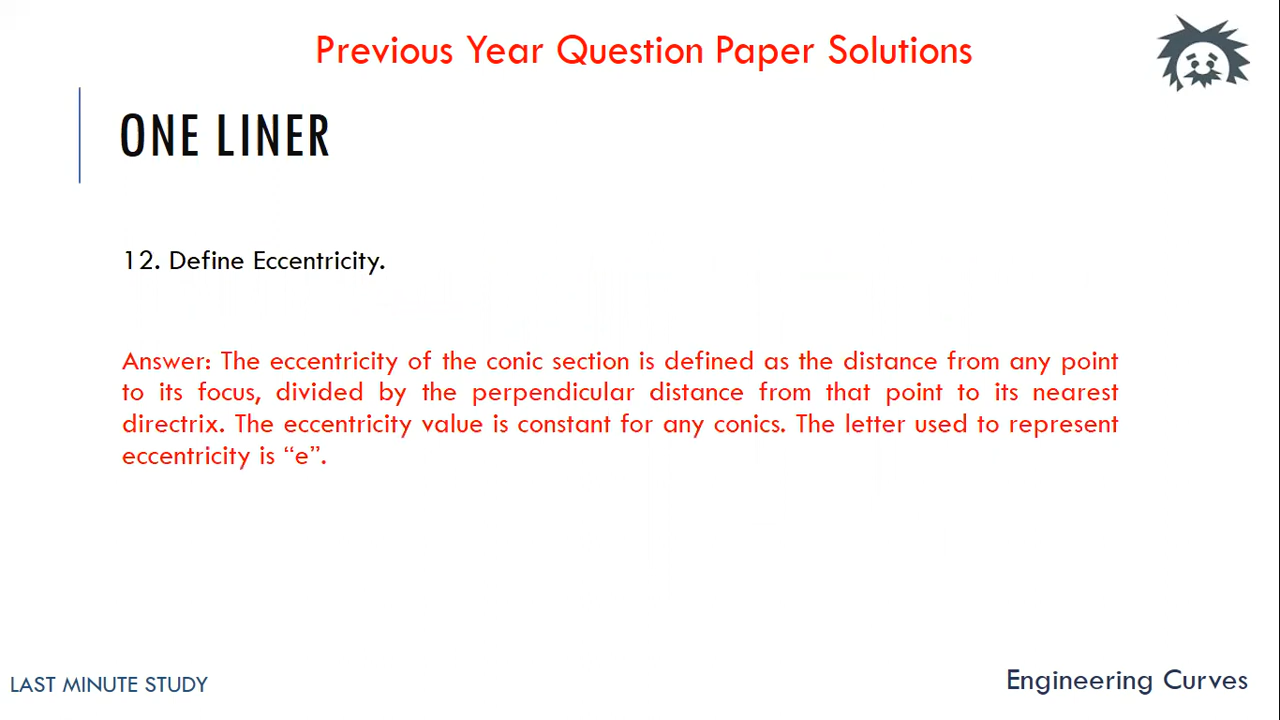 Previous Year Question Paper Solutions
ONE LINER
12. Define Eccentricity.
Answer: The eccentricity of the conic section is defined as the distance from any point
to its focus, divided by the perpendicular distance from that point to its nearest
directrix. The eccentricity value is constant for any conics. The letter used to represent
eccentricity is “e”.
LAST MINUTE STUDY
Engineering Curves